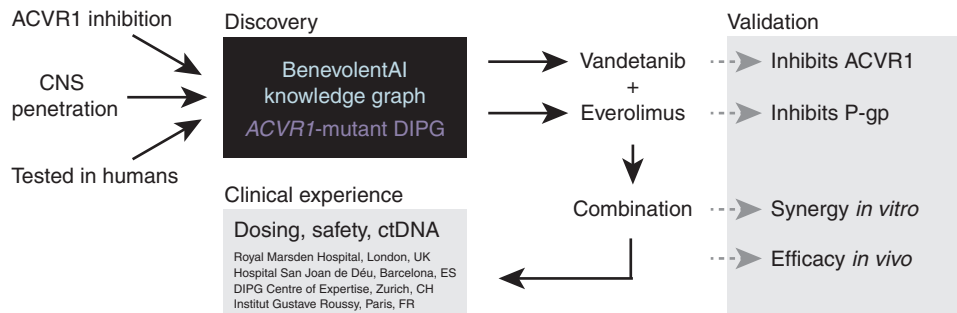 ACVR1 inhibition
CNS
penetration
Tested in humans
Discovery
BenevolentAI
knowledge graph
ACVR1-mutant DIPG
Vandetanib
+
Everolimus
Combination
Validation
Inhibits ACVR1
Inhibits P-gp
Synergy in vitro
Efficacy in vivo
Clinical experience
Dosing, safety, ctDNA
Royal Marsden Hospital, London, UK
Hospital San Joan de Déu, Barcelona, ES
DIPG Centre of Expertise, Zurich, CH
Institut Gustave Roussy, Paris, FR